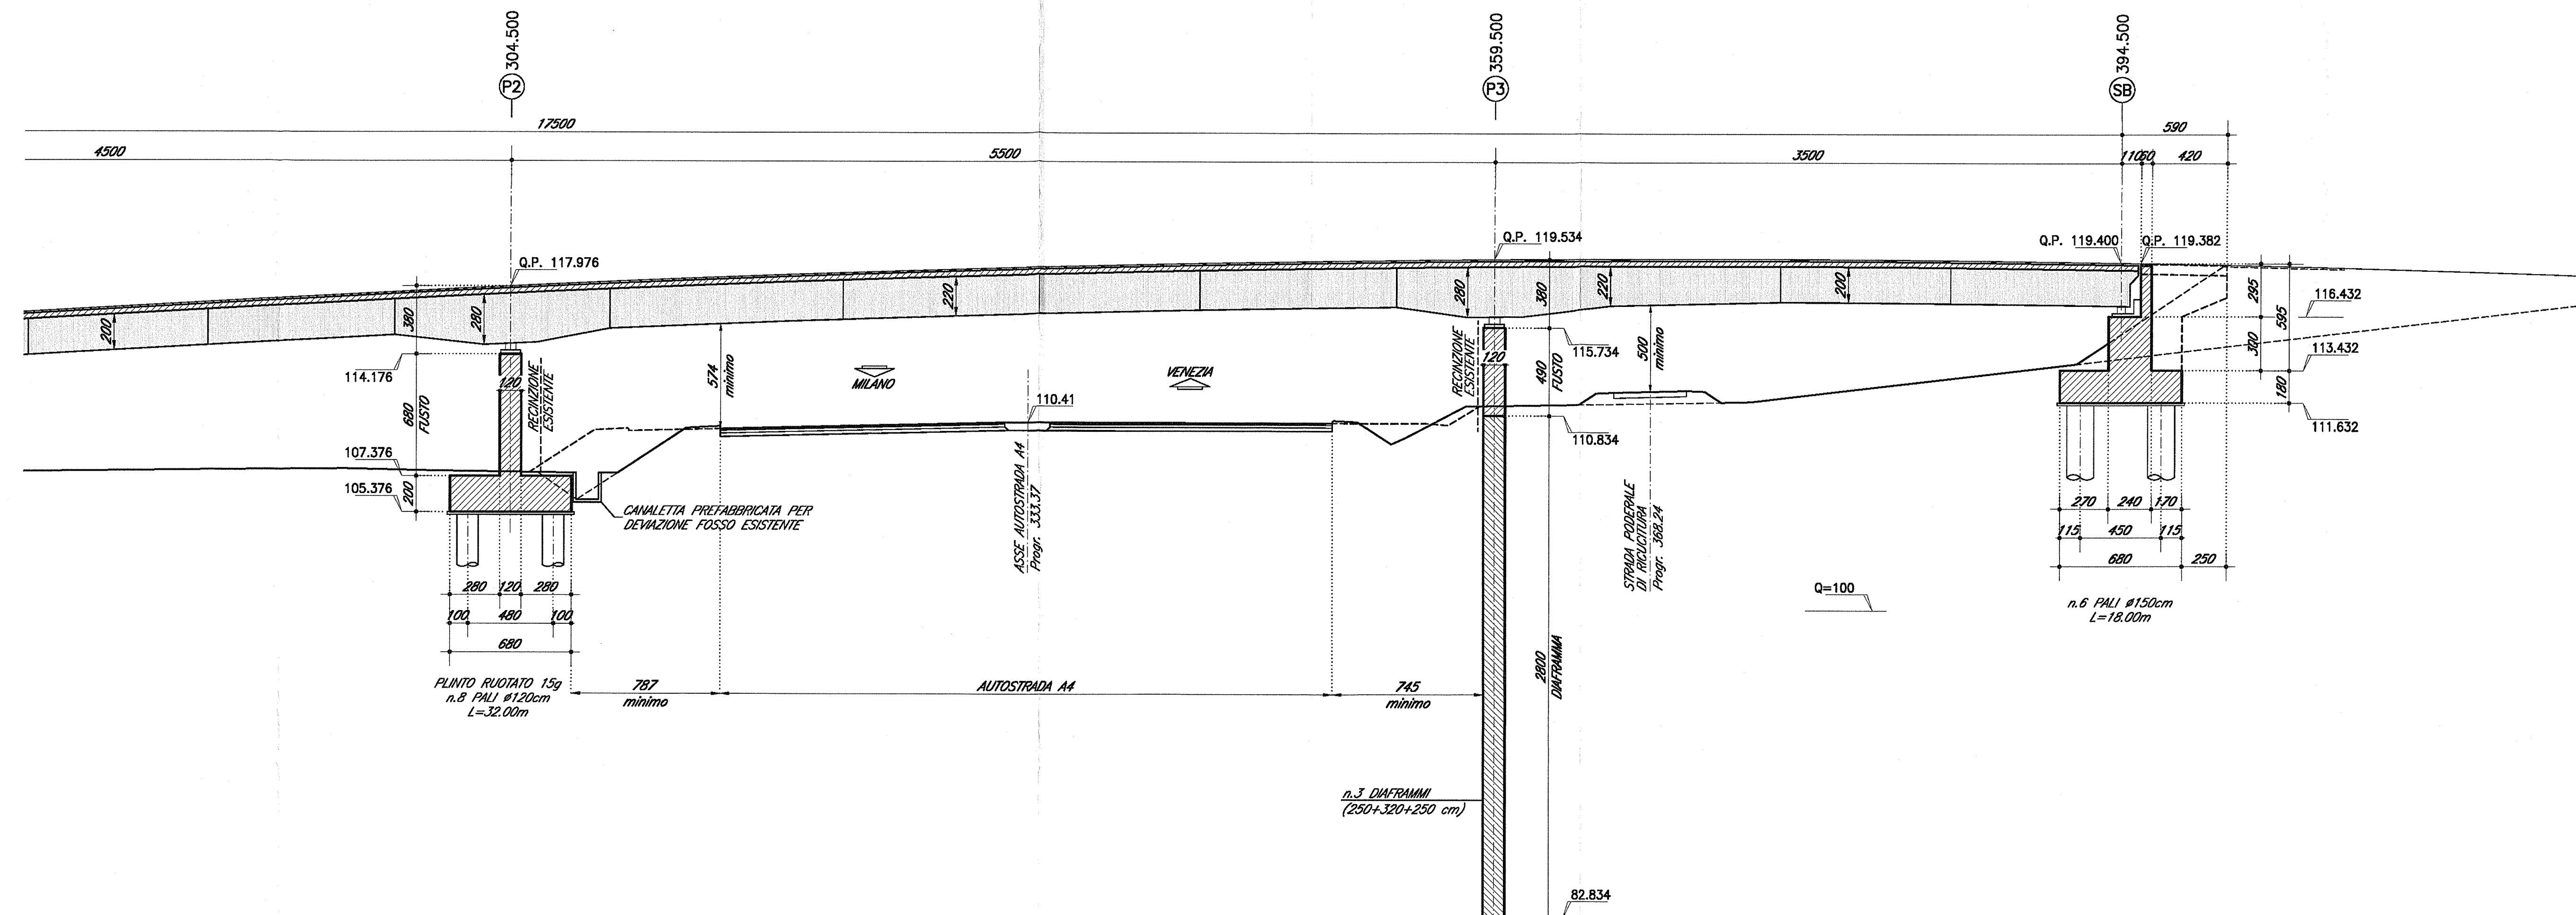 P2 304.500
P3 359.500
SB 394.500
17500
590
4500
5500
3500
110
60
420
Q.P. 117.976
Q.P. 119.534
Q.P. 119.400
Q.P. 119.382
200
380
280
220
280
380
220
200
295
595
300
180
116.432
113.432
111.632
114.176
120
RECINZIONE
ESISTENTE
574
minimo
MILANO
VENEZIA
RECINZIONE
ESISTENTE
120
490
FUSTO
115.734
500
minimo
680
FUSTO
110.41
110.834
107.376
105.376
200
CANALETTA PREFABBRICATA PER
DEVIAZIONE FOSSO ESISTENTE
ASSE AUTOSTRADA A4
Progr. 333.37
STRADA PODERALE
DI RICUCITURA
Progr. 368.24
270
240
170
115
450
115
680
250
280
120
280
100
480
100
680
Q=100
n.6 PALI ø150cm
L=18.00m
PLINTO RUOTATO 15g
n.8 PALI ø120cm
L=32.00m
787
minimo
AUTOSTRADA A4
745
minimo
2800
DIAFRAMMA
n.3 DIAFRAMMI
(250+320+250 cm)
82.834